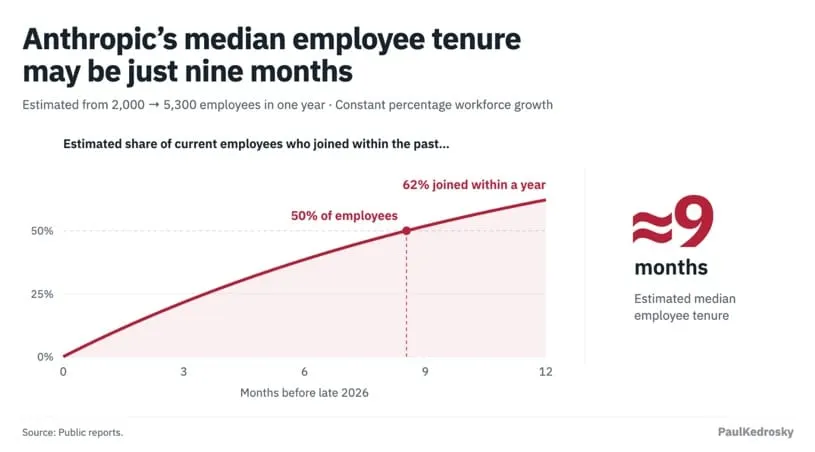 Anthropic’s median employee tenure
may be just nine months
Estimated from 2,000 → 5,300 employees in one year · Constant percentage workforce growth
Estimated share of current employees who joined within the past...
62% joined within a year
50% of employees
50%
25%
0%
0 3 6 9 12
Months before late 2026
≈9
months
Estimated median
employee tenure
Source: Public reports.
PaulKedrosky